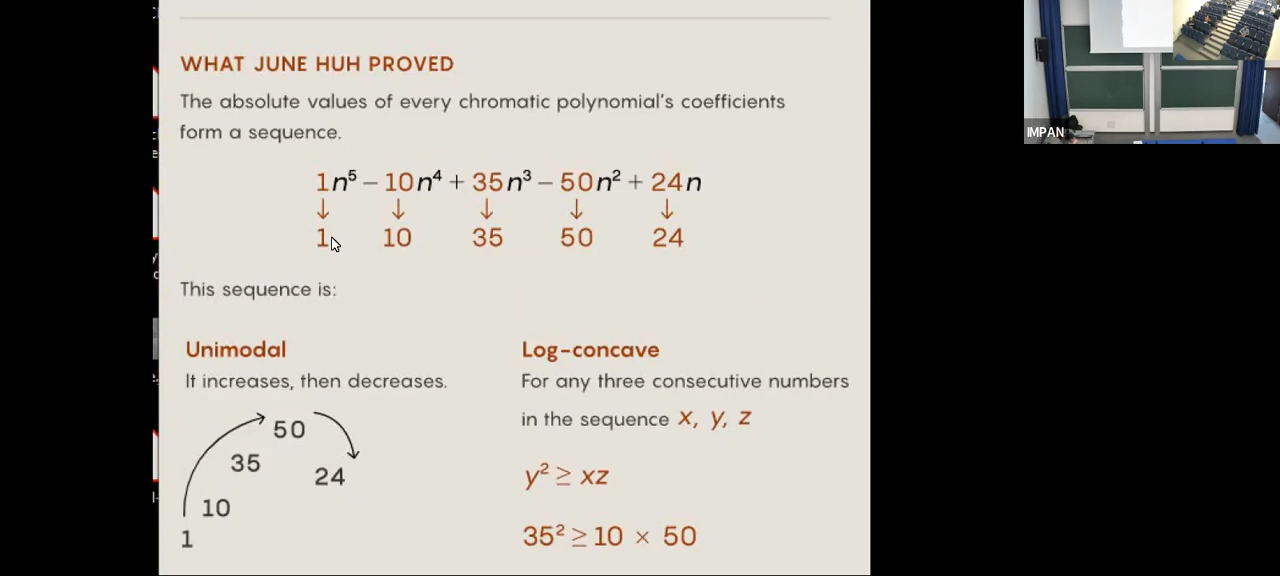 WHAT JUNE HUH PROVED
The absolute values of every chromatic polynomial's coefficients
form a sequence.
1n⁵ – 10n⁴ + 35n³ – 50n² + 24n
↓ ↓ ↓ ↓ ↓
1 10 35 50 24
This sequence is:
Unimodal
It increases, then decreases.
50
35
24
10
1
Log-concave
For any three consecutive numbers
in the sequence x, y, z
y² ≥ xz
35² ≥ 10 × 50
IMPAN